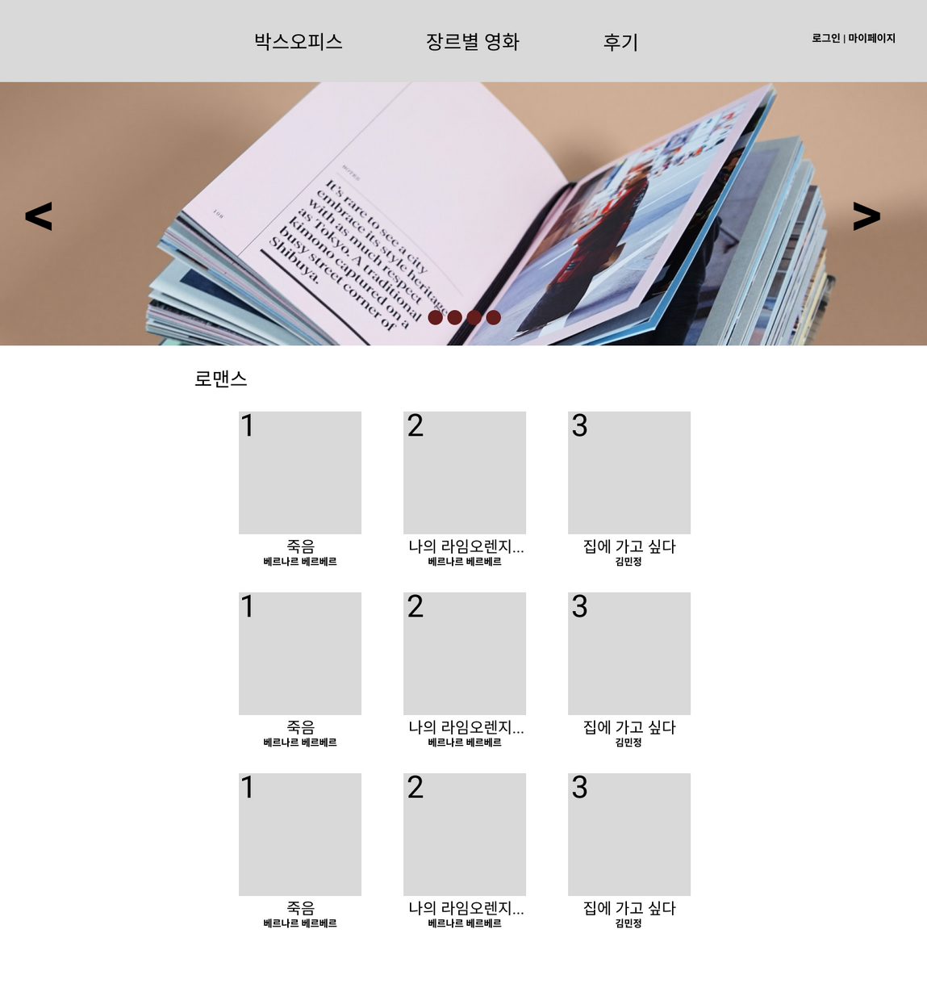 박스오피스 장르별 영화 후기 로그인 | 마이페이지
108
NOTES
It's rare to see a city
embrace its style heritage
with as much respect
as Tokyo. A traditional
kimono captured on a
busy street corner of
Shibuya.
< >
로맨스
1 2 3
죽음 나의 라임오렌지... 집에 가고 싶다
베르나르 베르베르 베르나르 베르베르 김민정
1 2 3
죽음 나의 라임오렌지... 집에 가고 싶다
베르나르 베르베르 베르나르 베르베르 김민정
1 2 3
죽음 나의 라임오렌지... 집에 가고 싶다
베르나르 베르베르 베르나르 베르베르 김민정